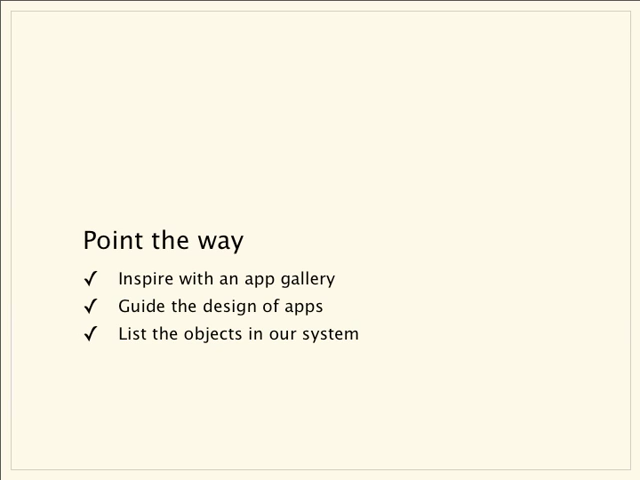 Point the way
✓ Inspire with an app gallery
✓ Guide the design of apps
✓ List the objects in our system